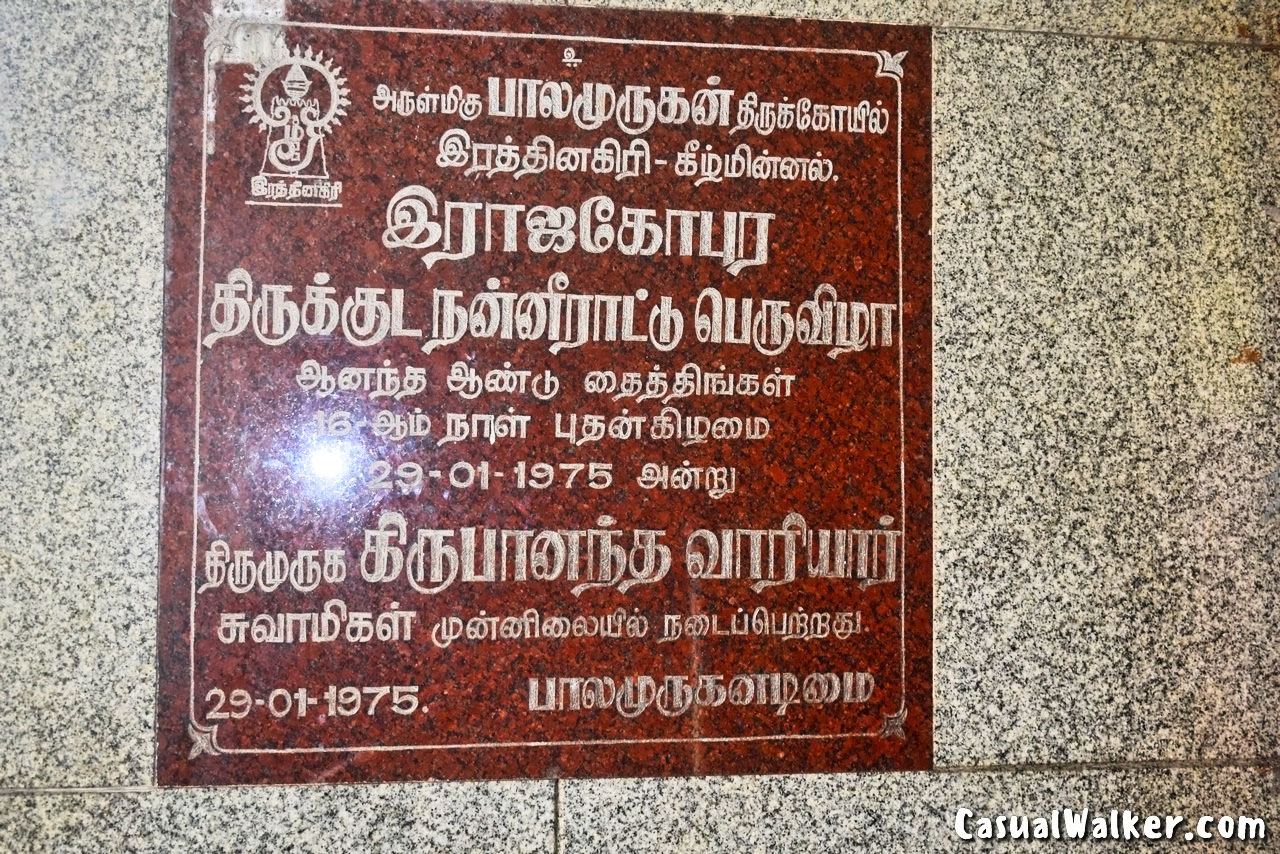 உ
அருள்மிகு பாலமுருகன் திருக்கோயில்
இரத்தினகிரி - கீழ்மின்னல்.
இரத்தினகிரி
இராஜகோபுர
திருக்குட நன்னீராட்டு பெருவிழா
ஆனந்த ஆண்டு தைத்திங்கள்
16-ஆம் நாள் புதன்கிழமை
29-01-1975 அன்று
திருமுருக கிருபானந்த வாரியார்
சுவாமிகள் முன்னிலையில் நடைப்பெற்றது.
29-01-1975. பாலமுருகனடிமை
CasualWalker.com